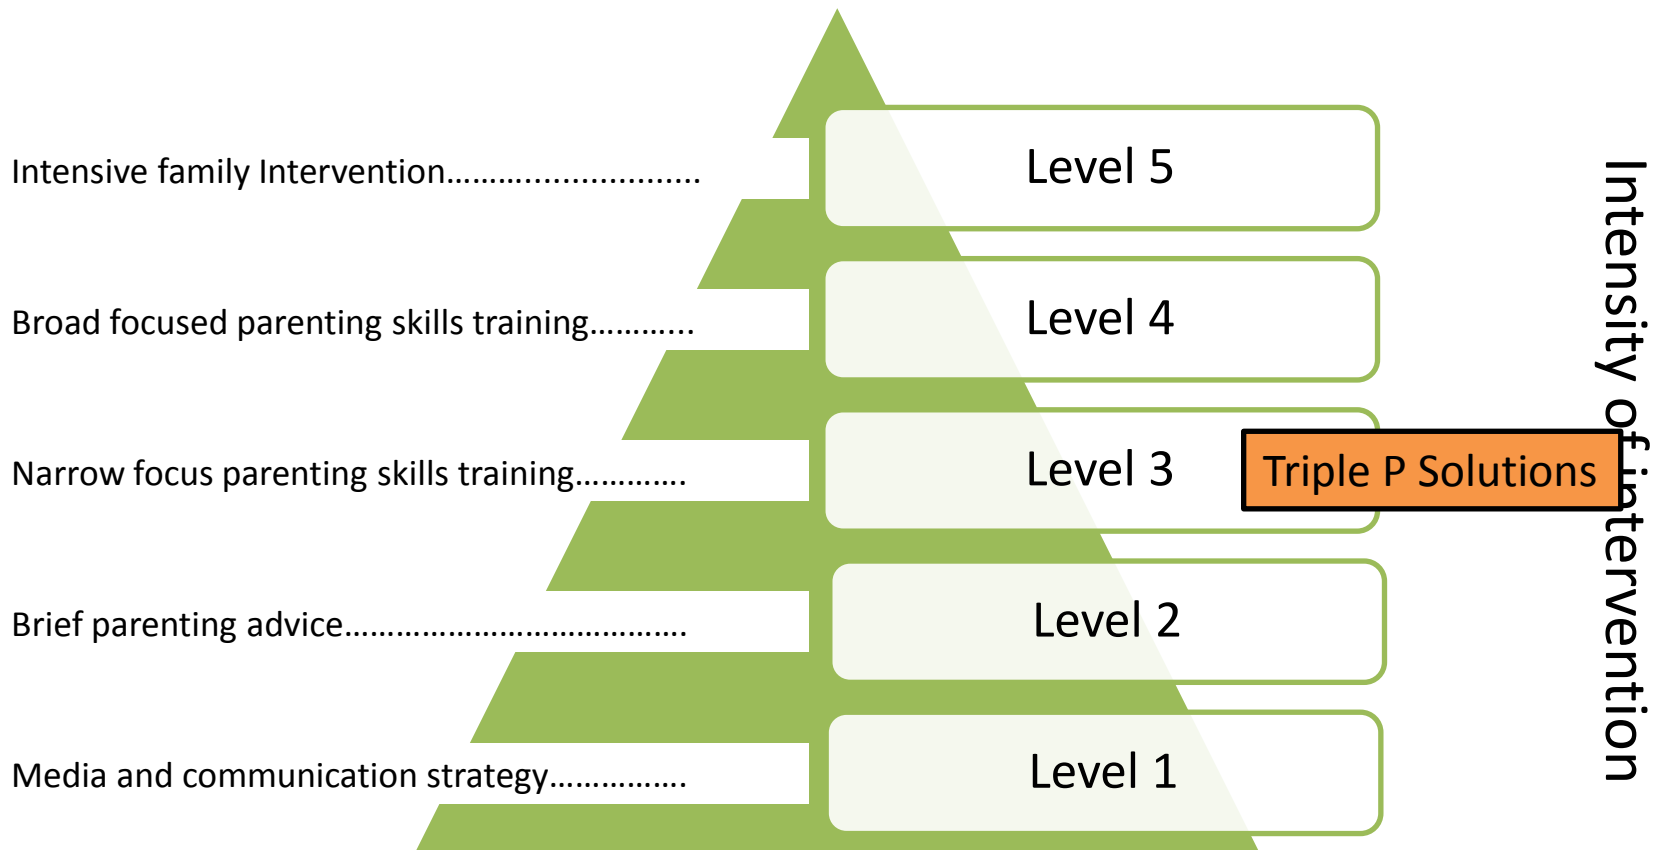 Intensive family Intervention………....................
Level 5
Broad focused parenting skills training………...
Level 4
Narrow focus parenting skills training………….
Level 3
Triple P Solutions
Brief parenting advice………………………………….
Level 2
Media and communication strategy…………….
Level 1
Intensity of intervention